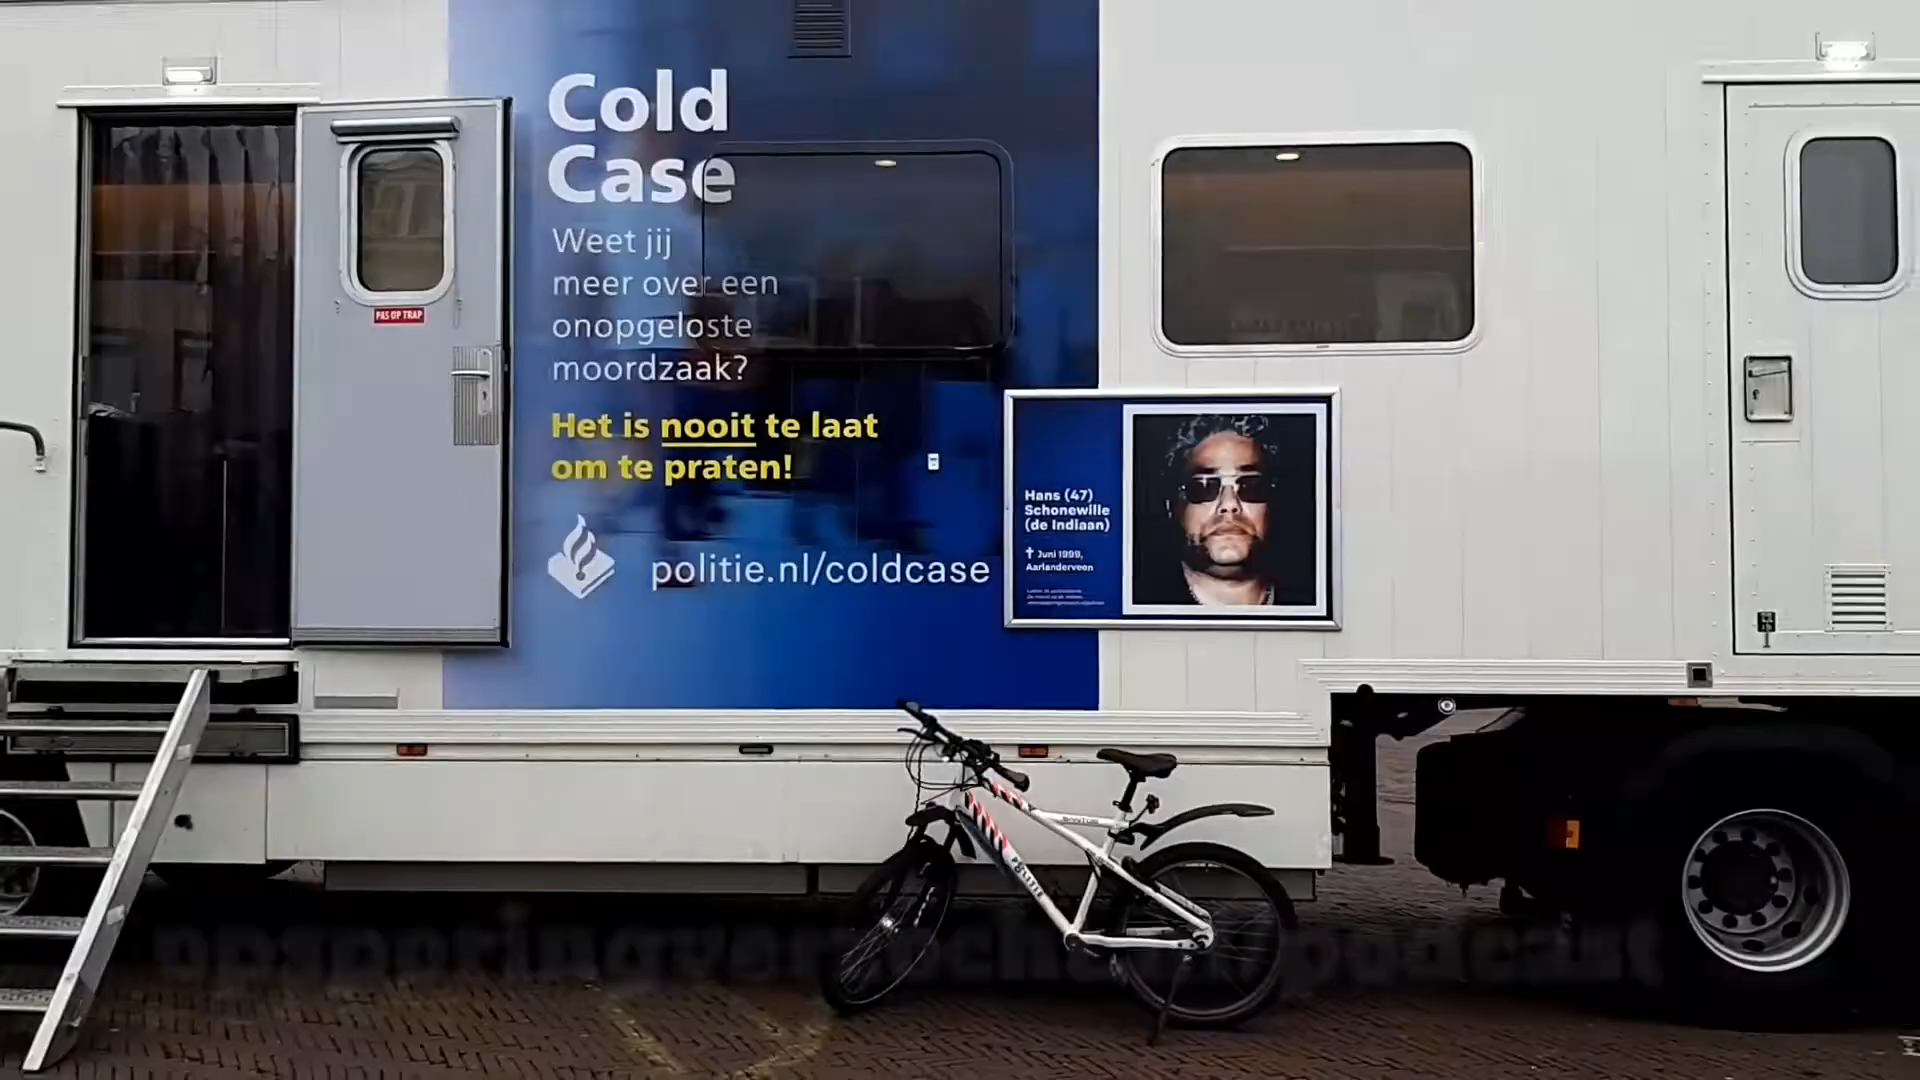 Cold
Case
Weet jij
meer over een
onopgeloste
moordzaak?
Het is nooit te laat
om te praten!
politie.nl/coldcase
PAS OP TRAP
Hans (47)
Schonewille
(de Indiaan)
† Juni 1999,
Aarlanderveen
POLITIE